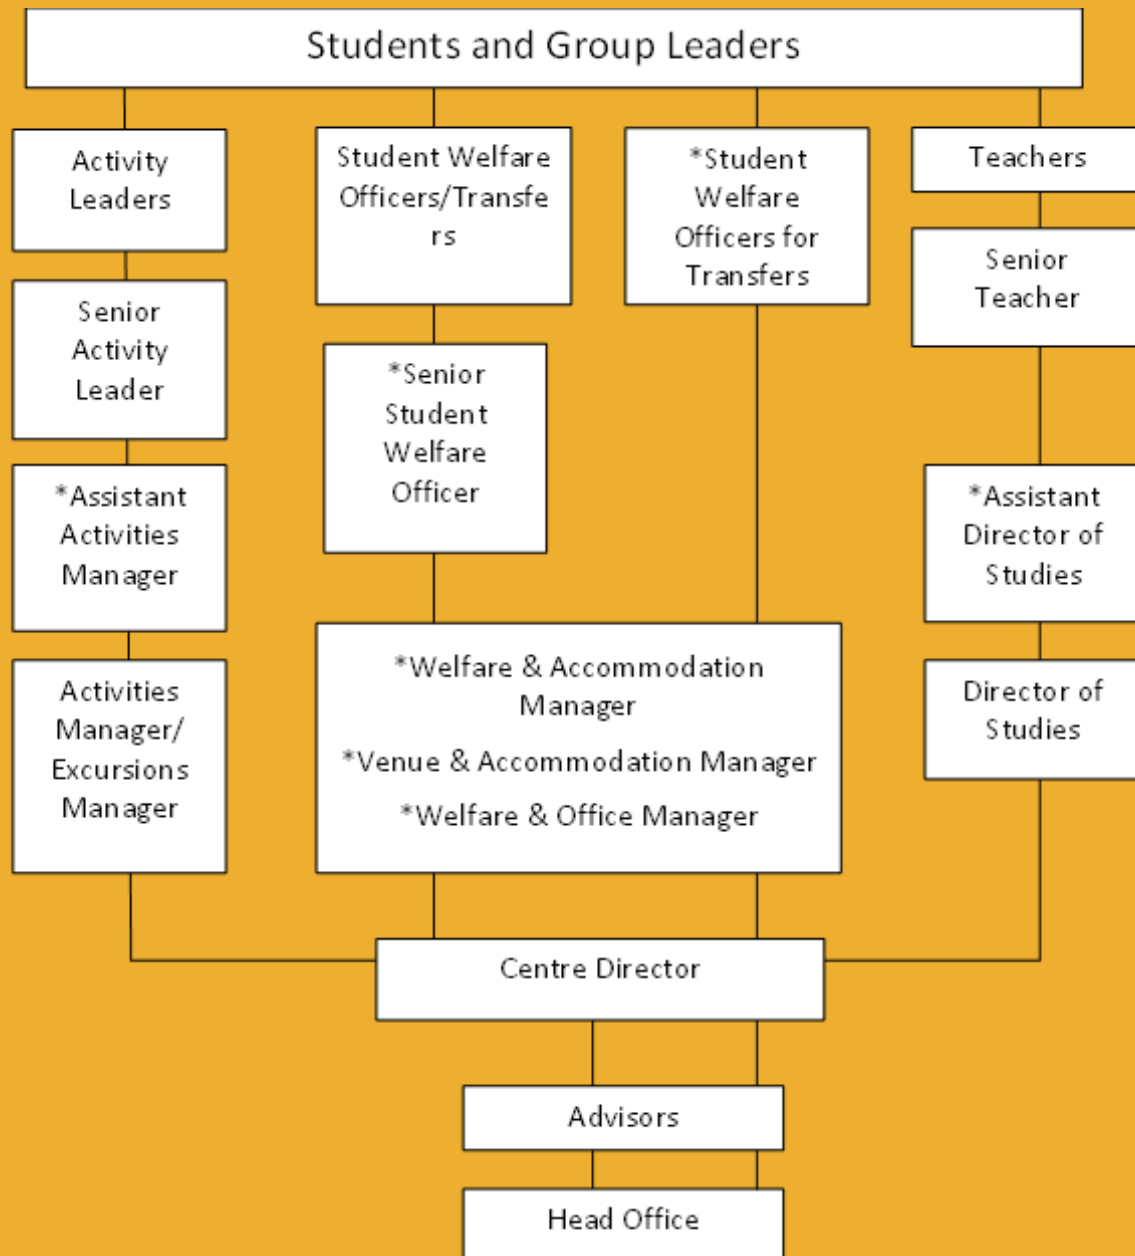 Students and Group Leaders
Activity
Leaders
Student Welfare
Officers/Transfe
rs
*Student
Welfare
Officers for
Transfers
Teachers
Senior
Teacher
Senior
Activity
Leader
*Senior
Student
Welfare
Officer
*Assistant
Activities
Manager
*Assistant
Director of
Studies
Activities
Manager/
Excursions
Manager
*Welfare & Accommodation
Manager
*Venue & Accommodation Manager
*Welfare & Office Manager
Director of
Studies
Centre Director
Advisors
Head Office